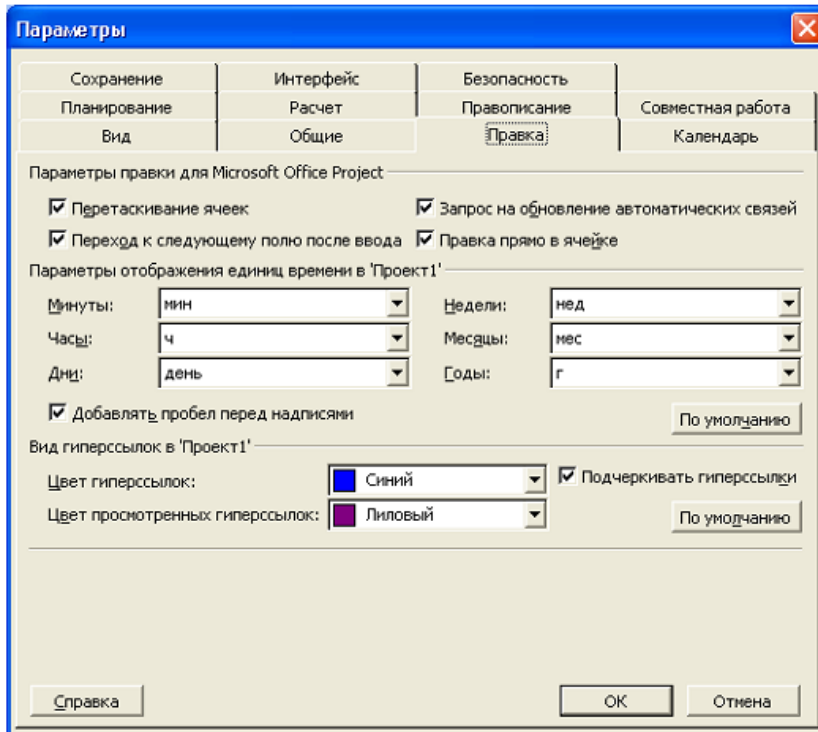 Параметры
Сохранение Интерфейс Безопасность
Планирование Расчет Правописание Совместная работа
Вид Общие Правка Календарь
Параметры правки для Microsoft Office Project
Перетаскивание ячеек Запрос на обновление автоматических связей
Переход к следующему полю после ввода Правка прямо в ячейке
Параметры отображения единиц времени в 'Проект1'
Минуты: мин Недели: нед
Часы: ч Месяцы: мес
Дни: день Годы: г
Добавлять пробел перед надписями По умолчанию
Вид гиперссылок в 'Проект1'
Цвет гиперссылок: Синий Подчеркивать гиперссылки
Цвет просмотренных гиперссылок: Лиловый По умолчанию
Справка ОК Отмена